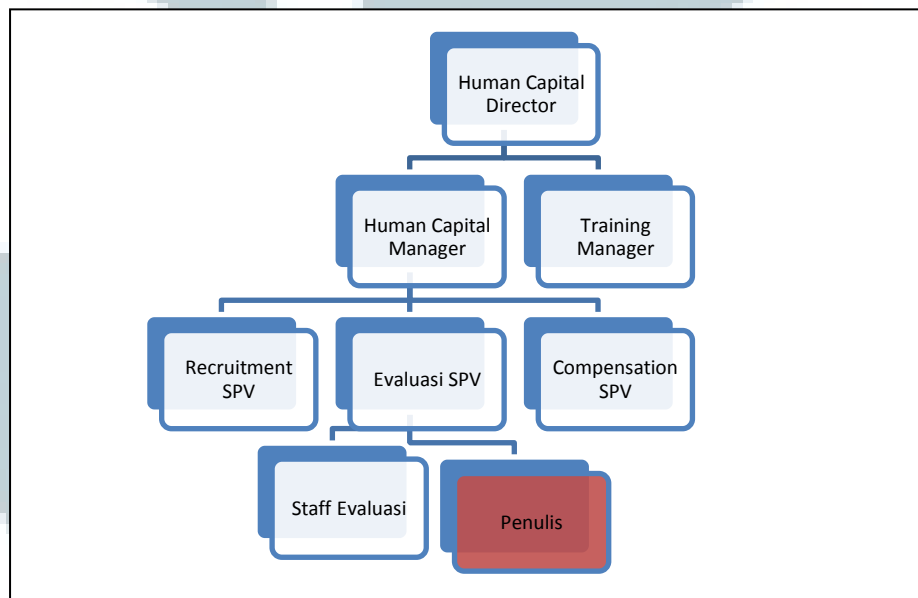 Human Capital
Director
Human Capital
Manager
Training
Manager
Recruitment
SPV
Evaluasi SPV
Compensation
SPV
Staff Evaluasi
Penulis